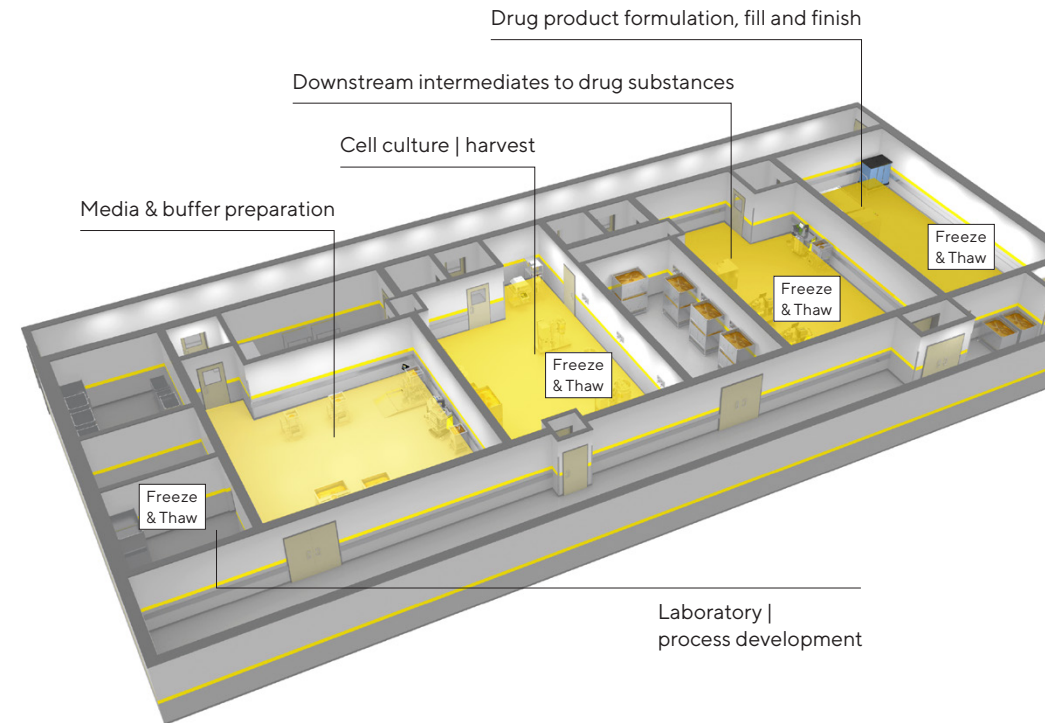 Drug product formulation, fill and finish
Downstream intermediates to drug substances
Cell culture | harvest
Media & buffer preparation
Freeze
& Thaw
Freeze
& Thaw
Freeze
& Thaw
Freeze
& Thaw
Laboratory |
process development